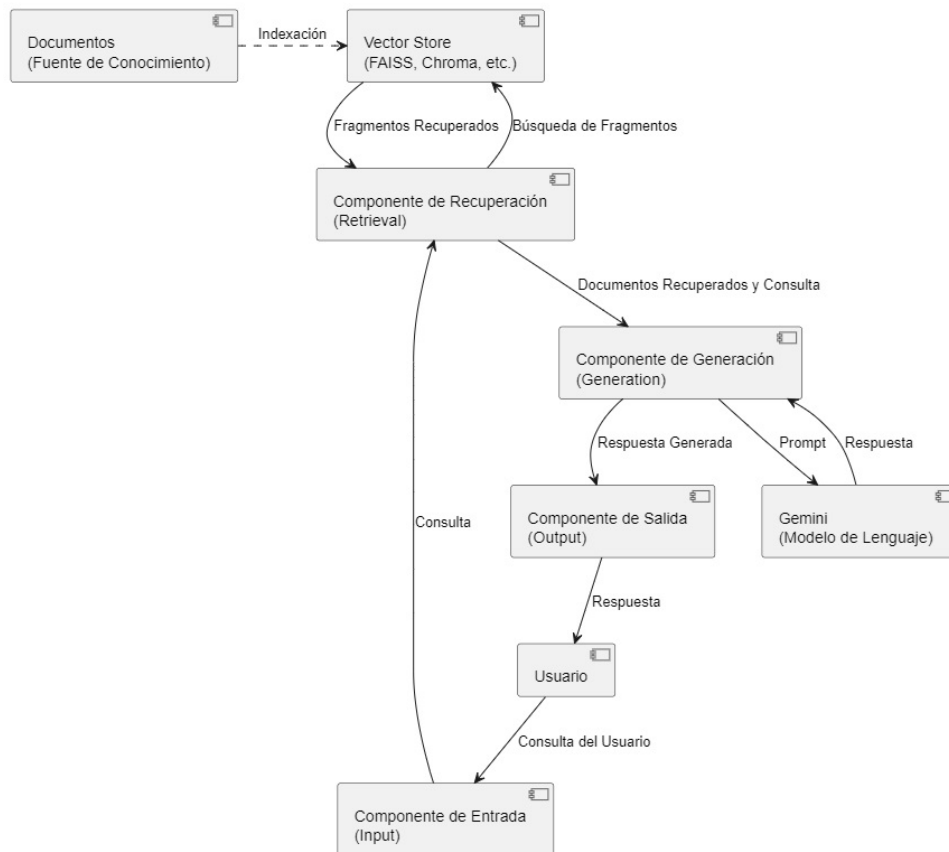 Documentos
(Fuente de Conocimiento)
Indexación
Vector Store
(FAISS, Chroma, etc.)
Fragmentos Recuperados
Búsqueda de Fragmentos
Componente de Recuperación
(Retrieval)
Documentos Recuperados y Consulta
Componente de Generación
(Generation)
Respuesta Generada
Prompt
Respuesta
Consulta
Componente de Salida
(Output)
Gemini
(Modelo de Lenguaje)
Respuesta
Usuario
Consulta del Usuario
Componente de Entrada
(Input)